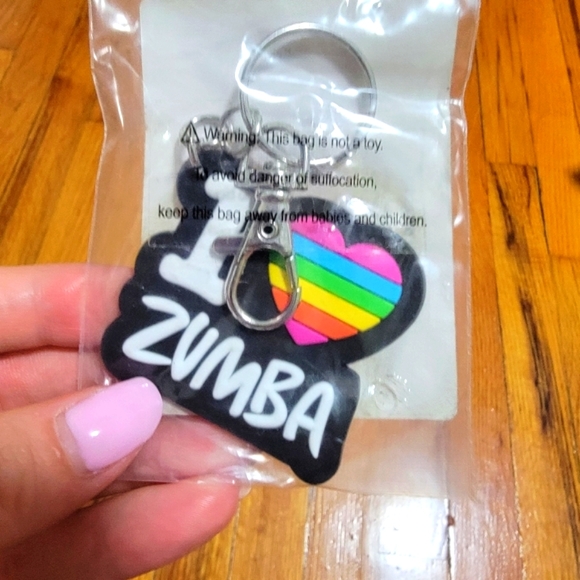 Warning: This bag is not a toy.
To avoid danger of suffocation,
keep this bag away from babies and children.
I
ZUMBA